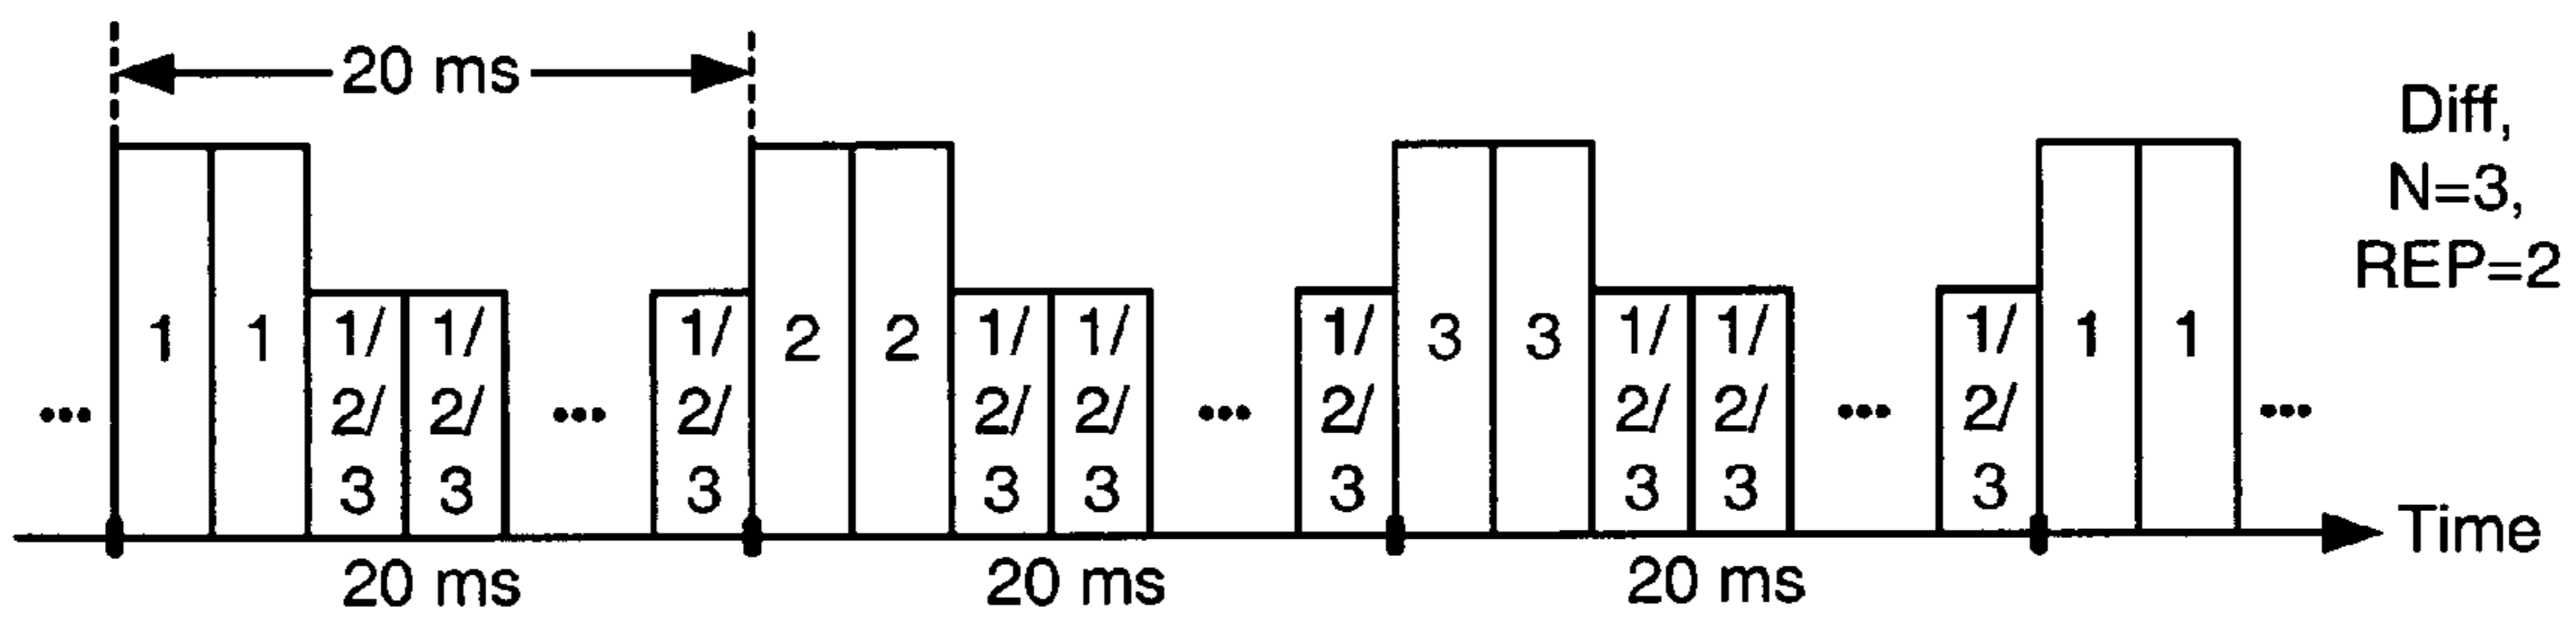 20 ms
Diff,
N=3,
REP=2
1 1 1/ 1/ ... 1/ 2 2 1/ 1/ ... 1/ 3 3 1/ 1/ ... 1/ 1 1
... 2/ 2/ 2/ 2/ 2/ 2/ 2/ 2/ 2/ ...
3 3 3 3 3 3 3 3 3
Time
20 ms 20 ms 20 ms